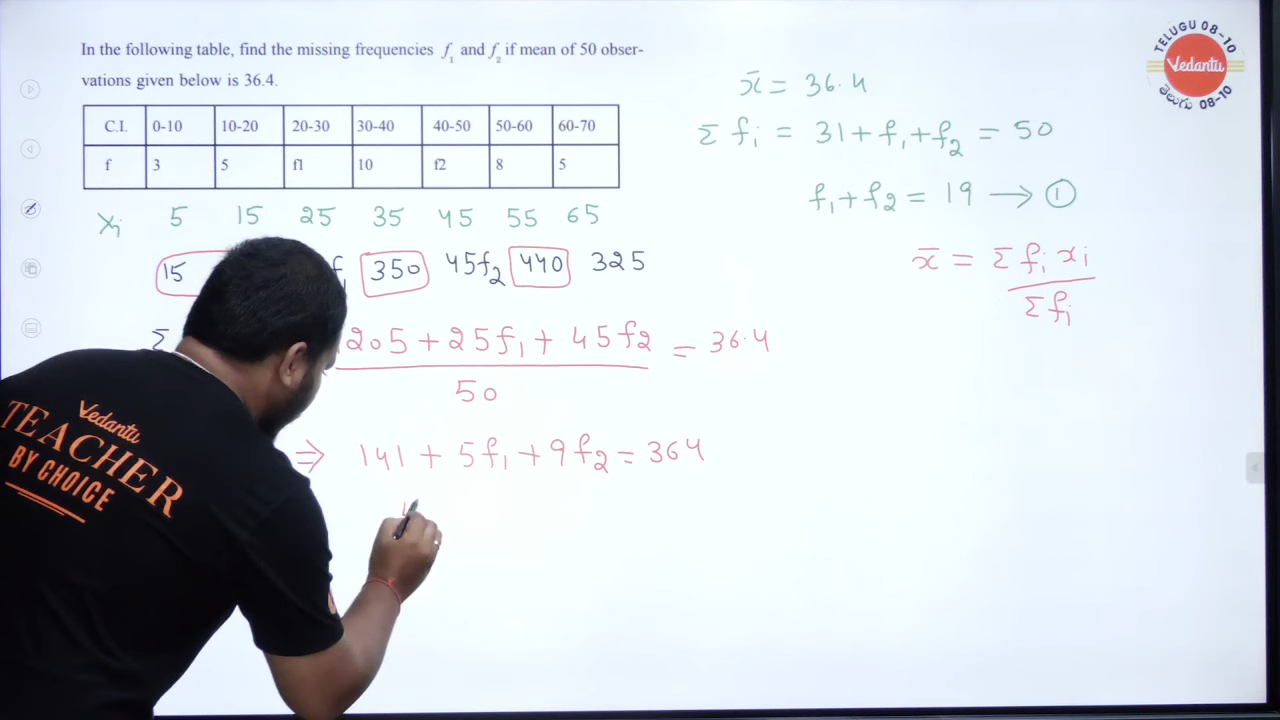 In the following table, find the missing frequencies f₁ and f₂ if mean of 50 obser-
vations given below is 36.4.
C.I. 0-10 10-20 20-30 30-40 40-50 50-60 60-70
f 3 5 f1 10 f2 8 5
xᵢ 5 15 25 35 45 55 65
15 350 45f₂ 440 325
Σ 205 + 25f₁ + 45f₂ = 36.4
50
⇒ 141 + 5f₁ + 9f₂ = 364
x̄ = 36.4
Σ fᵢ = 31 + f₁ + f₂ = 50
f₁ + f₂ = 19 → ①
x̄ = Σ fᵢ xᵢ
Σ fᵢ
TELUGU 08-10
Vedantu
తెలుగు 08-10
Vedantu
TEACHER
BY CHOICE